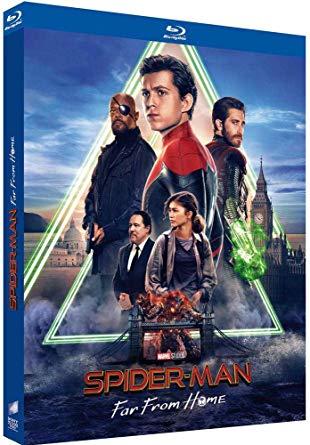 Blu-ray Disc
MARVEL STUDIOS
SPIDER-MAN
Far From Home
SPIDER-MAN Far From Home